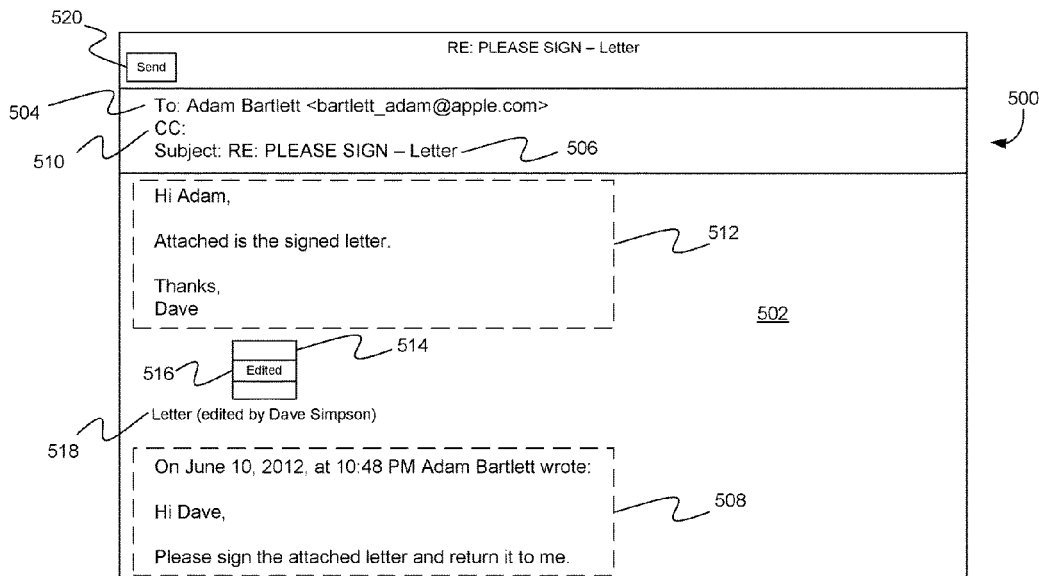 520
RE: PLEASE SIGN – Letter
Send
504
To: Adam Bartlett <bartlett_adam@apple.com>
500
510
CC:
Subject: RE: PLEASE SIGN – Letter
506
Hi Adam,
Attached is the signed letter.
512
Thanks,
Dave
502
514
516
Edited
Letter (edited by Dave Simpson)
518
On June 10, 2012, at 10:48 PM Adam Bartlett wrote:
Hi Dave,
508
Please sign the attached letter and return it to me.